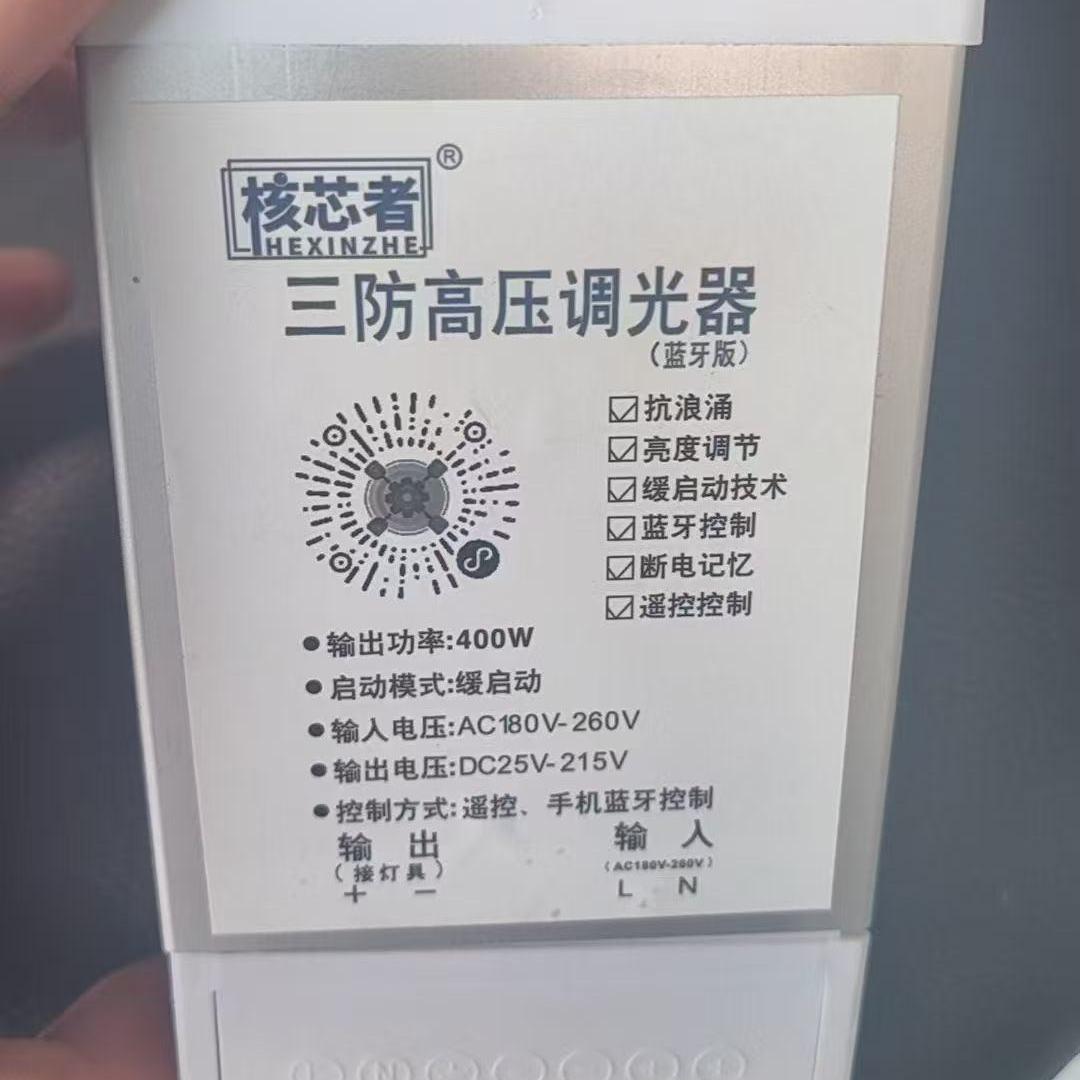 核芯者®
HEXINZHE
三防高压调光器
（蓝牙版）
☑抗浪涌
☑亮度调节
☑缓启动技术
☑蓝牙控制
☑断电记忆
☑遥控控制
●输出功率:400W
●启动模式:缓启动
●输入电压:AC180V-260V
●输出电压:DC25V-215V
●控制方式:遥控、手机蓝牙控制
输 出 输 入
（接灯具） （AC180V-260V）
+ － L N